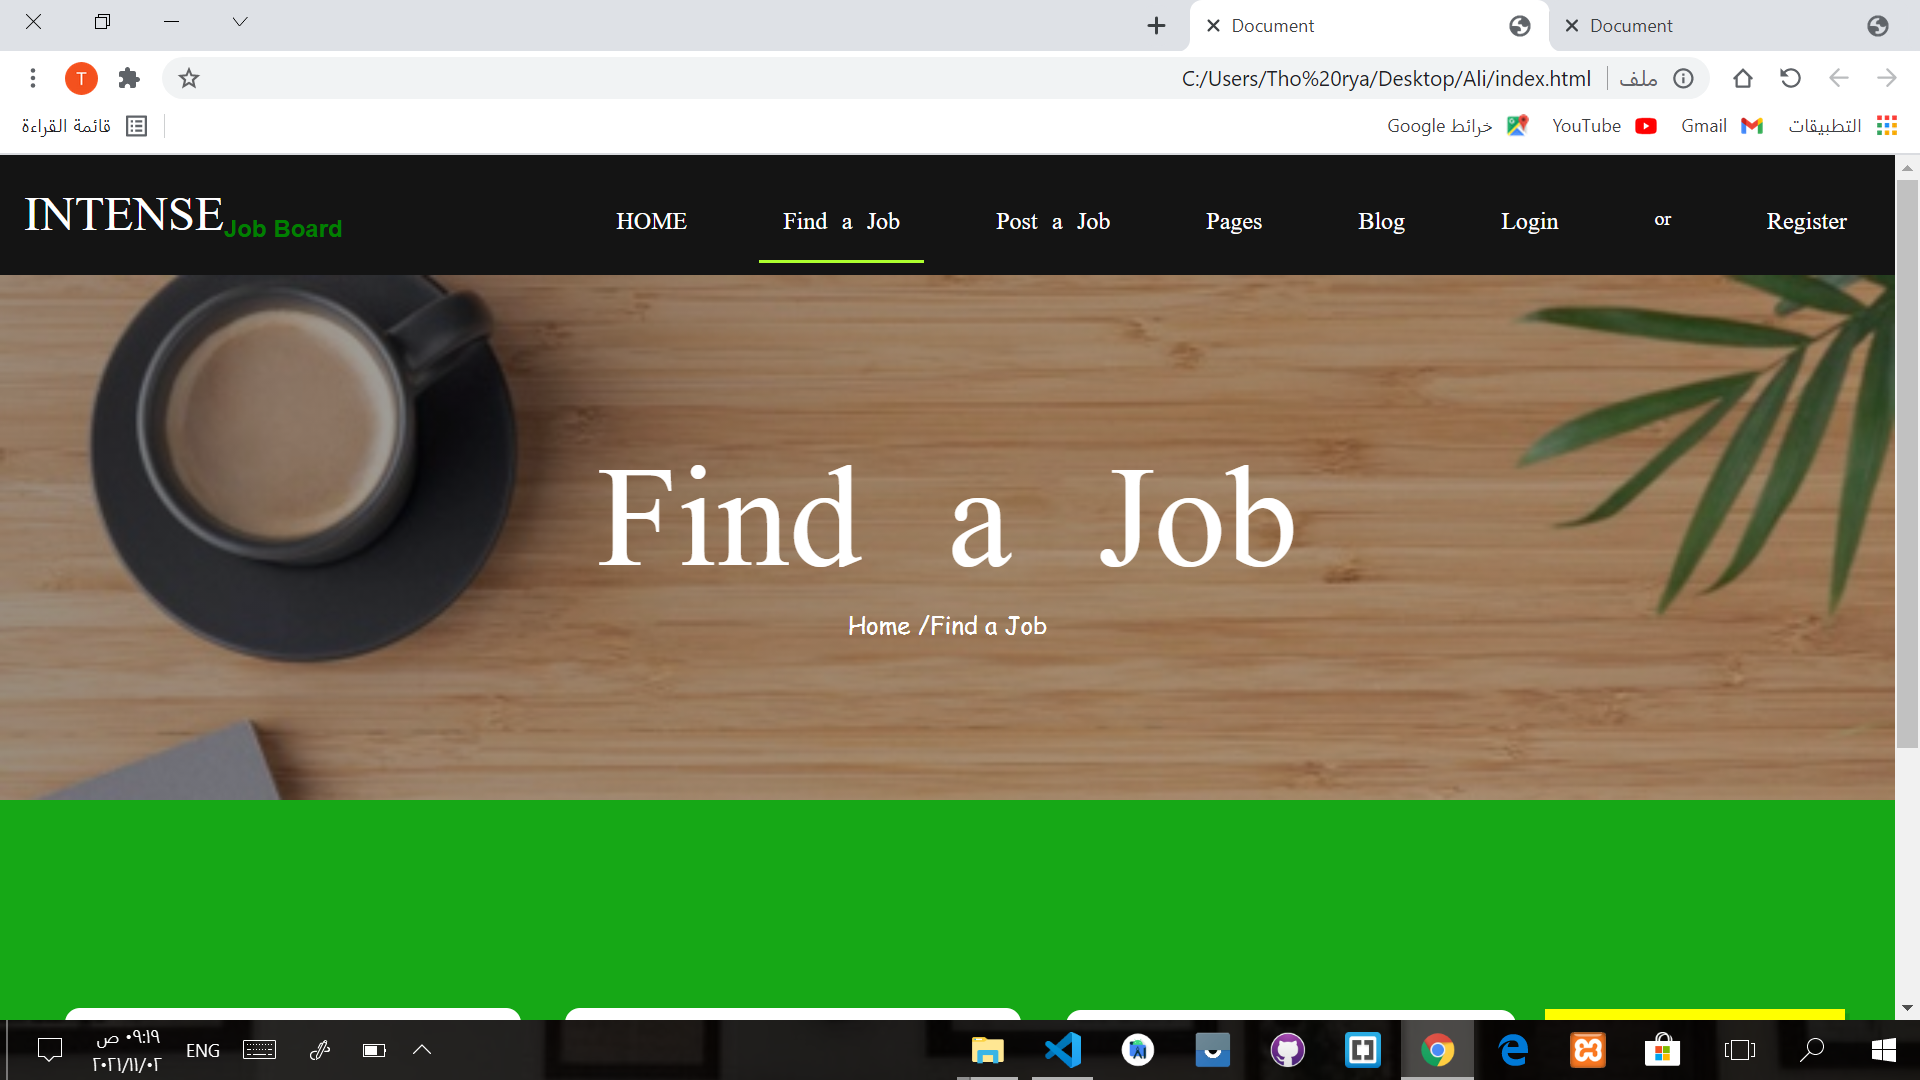 Document
Document
C:/Users/Tho%20rya/Desktop/Ali/index.html
ملف
T
التطبيقات
Gmail
YouTube
خرائط Google
قائمة القراءة
INTENSE Job Board
HOME Find a Job Post a Job Pages Blog Login or Register
Find a Job
Home /Find a Job
ENG
٠٩:١٩ ص
٢٠٢١/١١/٠٢